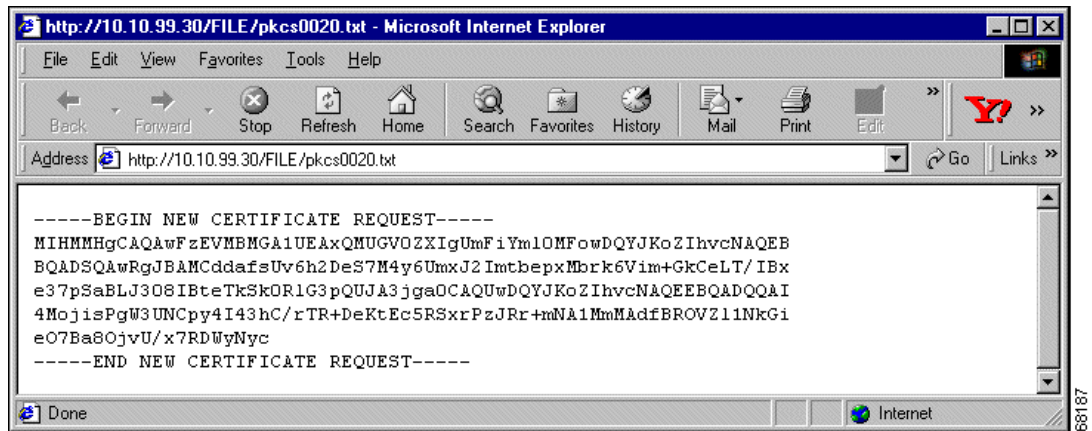 http://10.10.99.30/FILE/pkcs0020.txt - Microsoft Internet Explorer
File Edit View Favorites Tools Help
Back Forward Stop Refresh Home Search Favorites History Mail Print Edit »
Y! »
Address http://10.10.99.30/FILE/pkcs0020.txt Go Links »
-----BEGIN NEW CERTIFICATE REQUEST-----
MIHMMHgCAQAwFzEVMBMGA1UEAxQMUGV0ZXIgUmFiYml0MFowDQYJKoZIhvcNAQEB
BQADSQAwRgJBAMCddafsUv6h2DeS7M4y6UmxJ2ImtbepxMbrk6Vim+GkCeLT/IBx
e37pSaBLJ3O8IBteTkSkORlG3pQUJA3jgaOCAQUwDQYJKoZIhvcNAQEEBQADQQAI
4MojisPgW3UNCpy4I43hC/rTR+DeKtEc5RSxrPzJRr+mNA1MmMAdfBROVZl1NkGi
eO7Ba8OjvU/x7RDWyNyc
-----END NEW CERTIFICATE REQUEST-----
Done Internet
68187